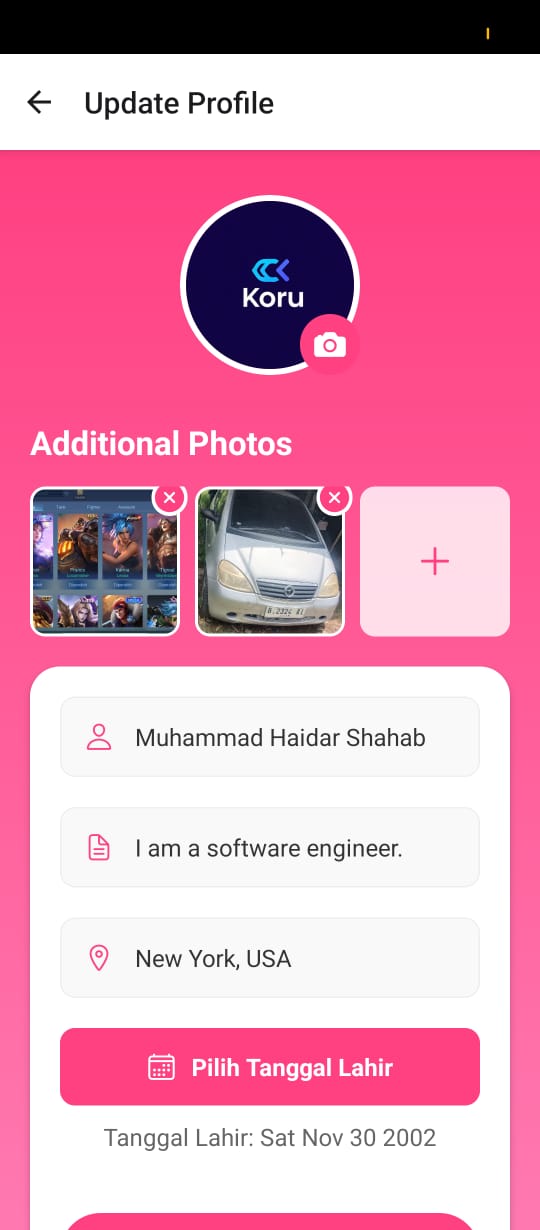 Update Profile
Koru
Additional Photos
Muhammad Haidar Shahab
I am a software engineer.
New York, USA
Pilih Tanggal Lahir
Tanggal Lahir: Sat Nov 30 2002